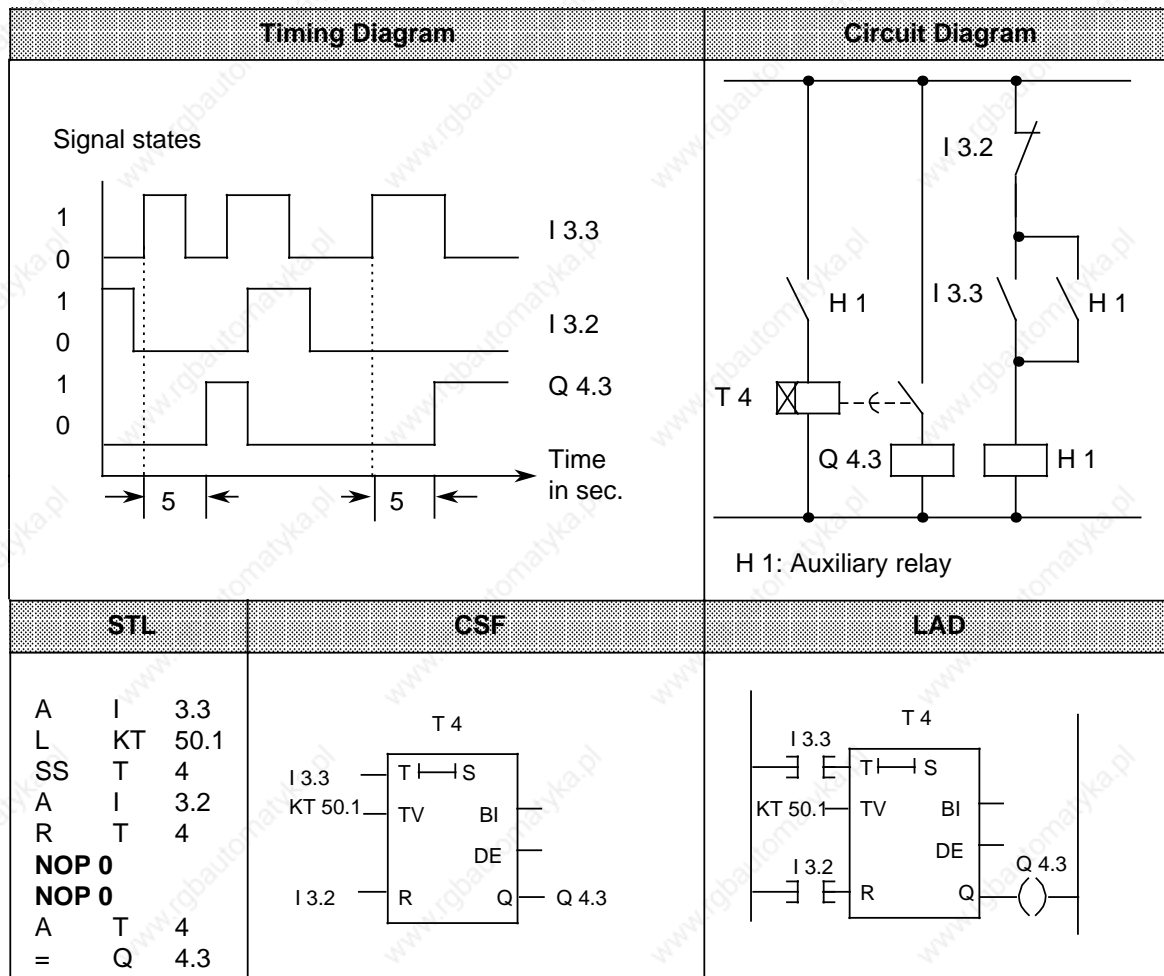 Timing Diagram
Circuit Diagram
Signal states
1
0
I 3.3
1
0
I 3.2
1
0
Q 4.3
Time
in sec.
5
5
I 3.2
H 1
I 3.3
H 1
T 4
Q 4.3
H 1
H 1: Auxiliary relay
STL
CSF
LAD
A I 3.3
L KT 50.1
SS T 4
A I 3.2
R T 4
NOP 0
NOP 0
A T 4
= Q 4.3
T 4
I 3.3
T S
KT 50.1
TV
BI
DE
I 3.2
R
Q
Q 4.3
T 4
I 3.3
T S
KT 50.1
TV
BI
DE
I 3.2
R
Q
Q 4.3
www.rgbautomatyka.pl